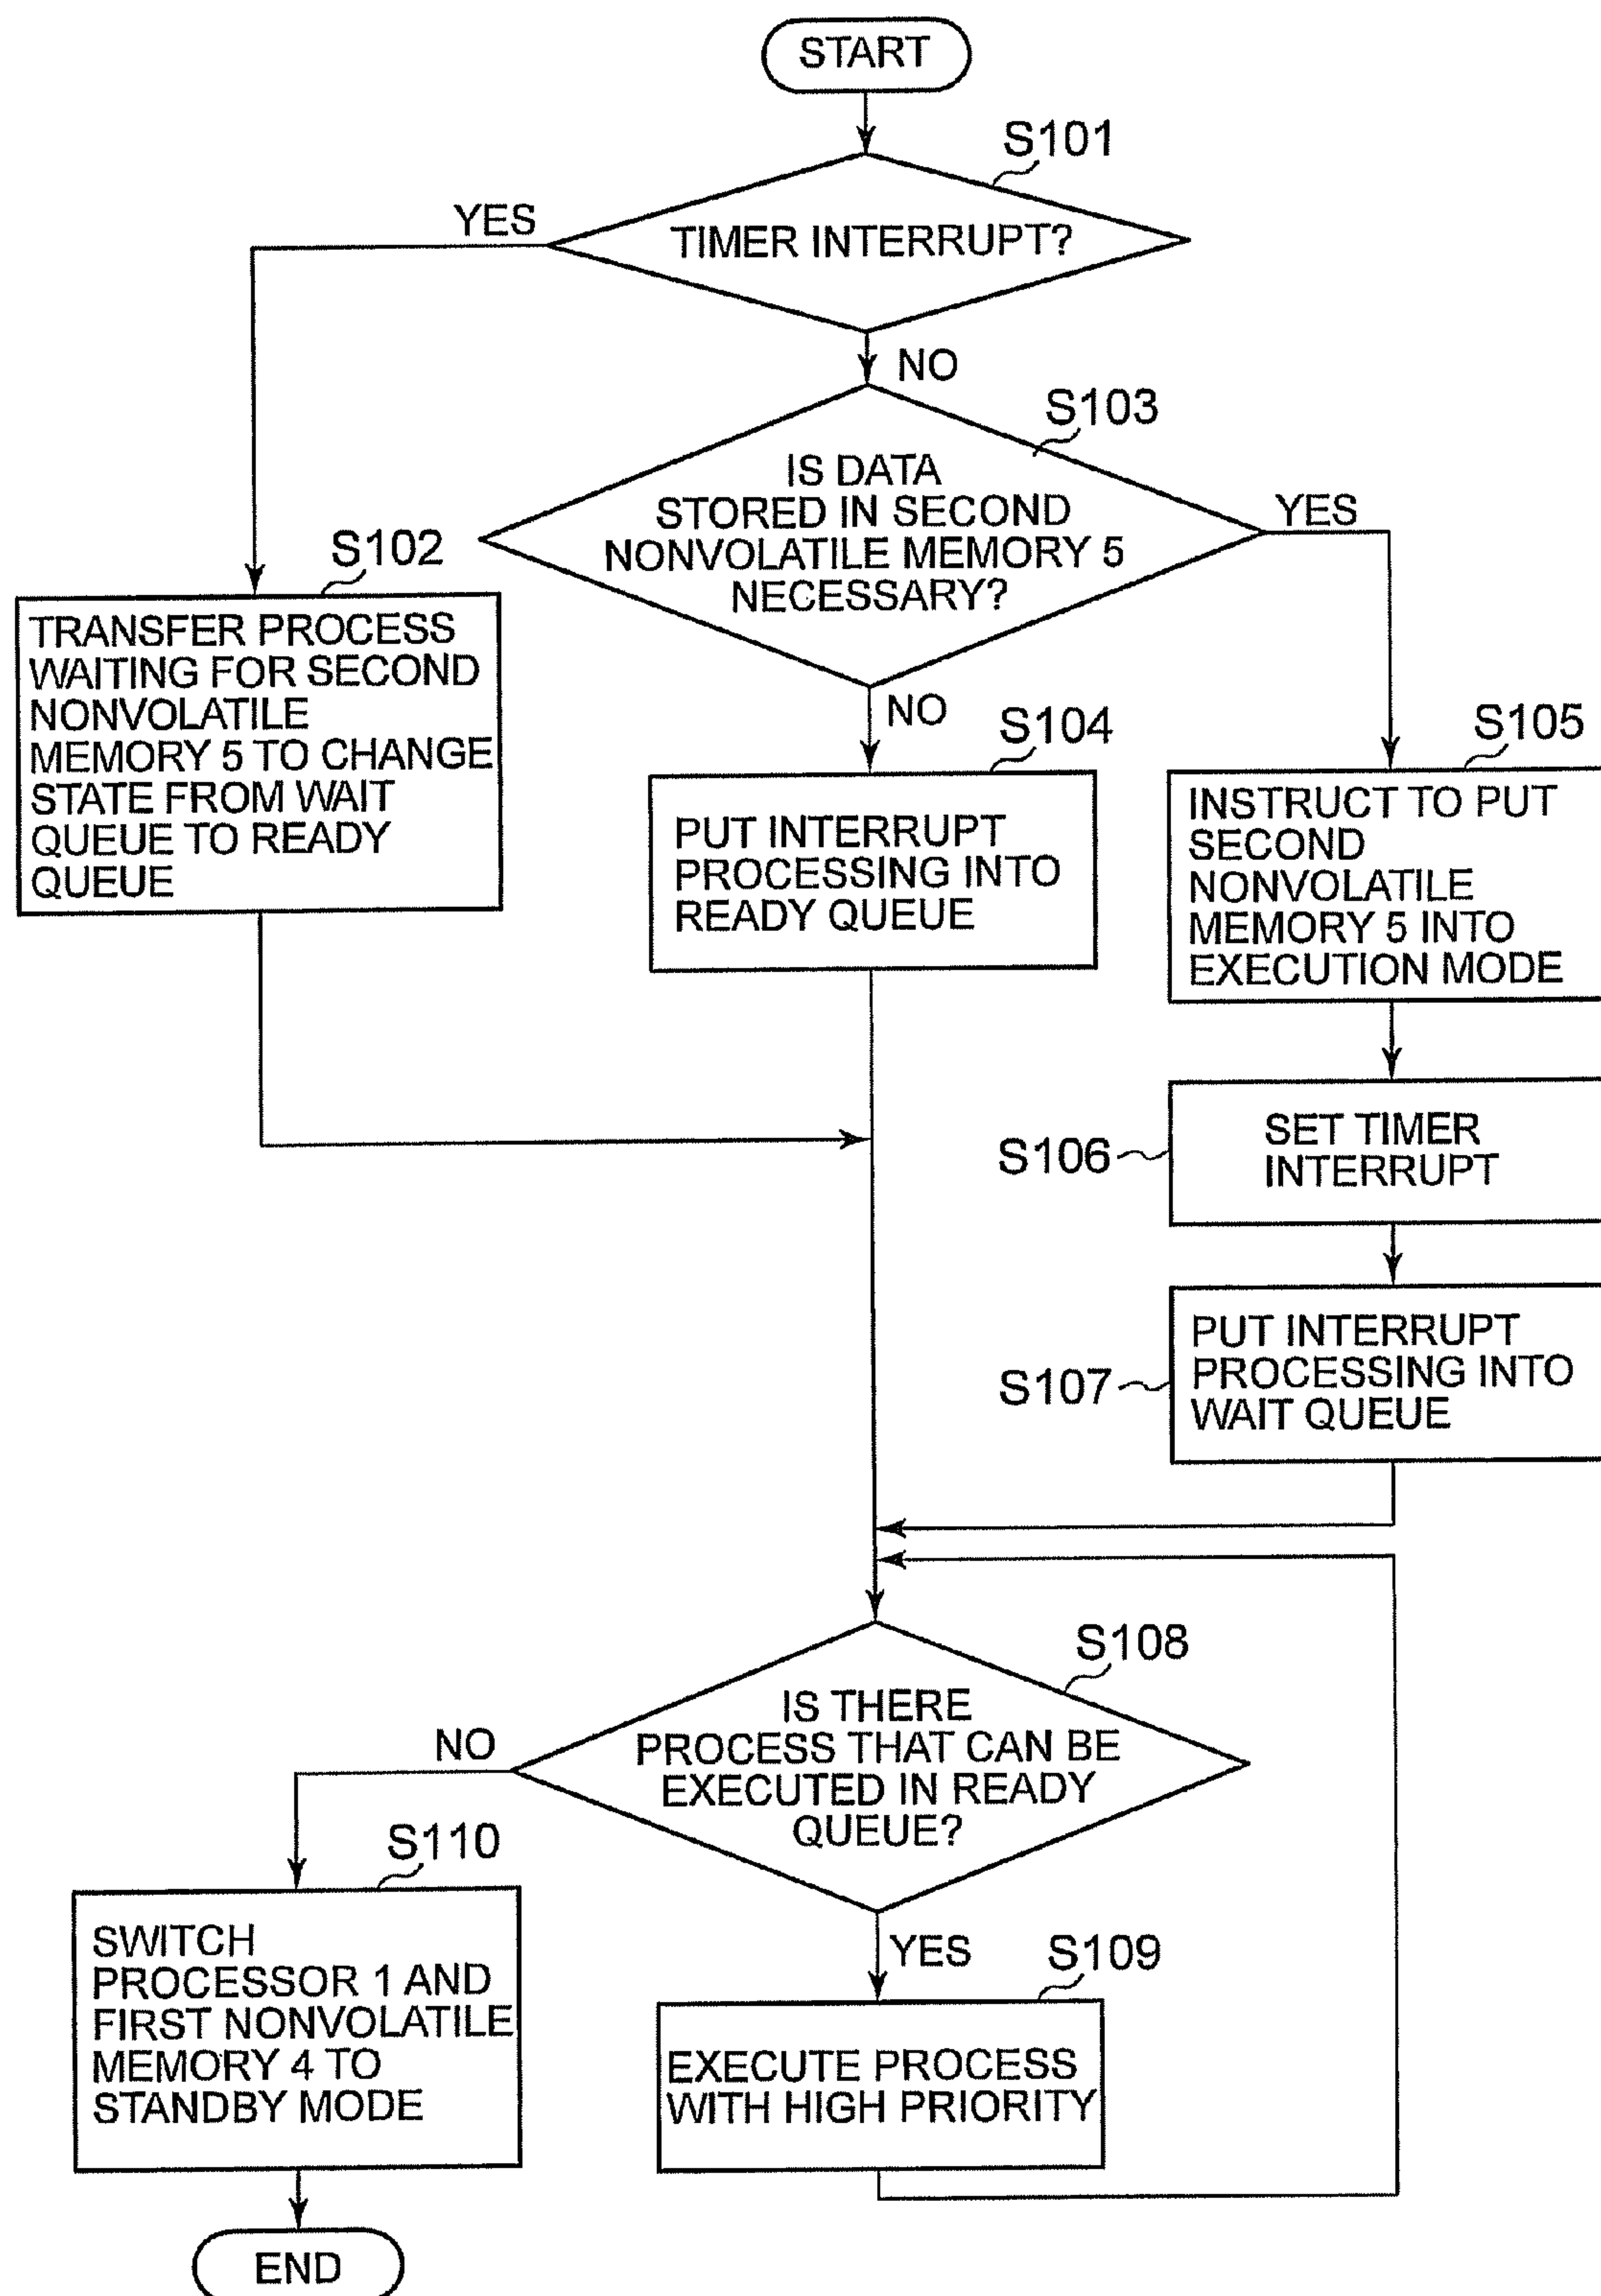 START
S101
TIMER INTERRUPT?
YES
NO
S103
IS DATA
STORED IN SECOND
NONVOLATILE MEMORY 5
NECESSARY?
YES
NO
S102
TRANSFER PROCESS
WAITING FOR SECOND
NONVOLATILE
MEMORY 5 TO CHANGE
STATE FROM WAIT
QUEUE TO READY
QUEUE
S104
PUT INTERRUPT
PROCESSING INTO
READY QUEUE
S105
INSTRUCT TO PUT
SECOND
NONVOLATILE
MEMORY 5 INTO
EXECUTION MODE
S106
SET TIMER
INTERRUPT
S107
PUT INTERRUPT
PROCESSING INTO
WAIT QUEUE
S108
IS THERE
PROCESS THAT CAN BE
EXECUTED IN READY
QUEUE?
NO
YES
S110
SWITCH
PROCESSOR 1 AND
FIRST NONVOLATILE
MEMORY 4 TO
STANDBY MODE
S109
EXECUTE PROCESS
WITH HIGH PRIORITY
END